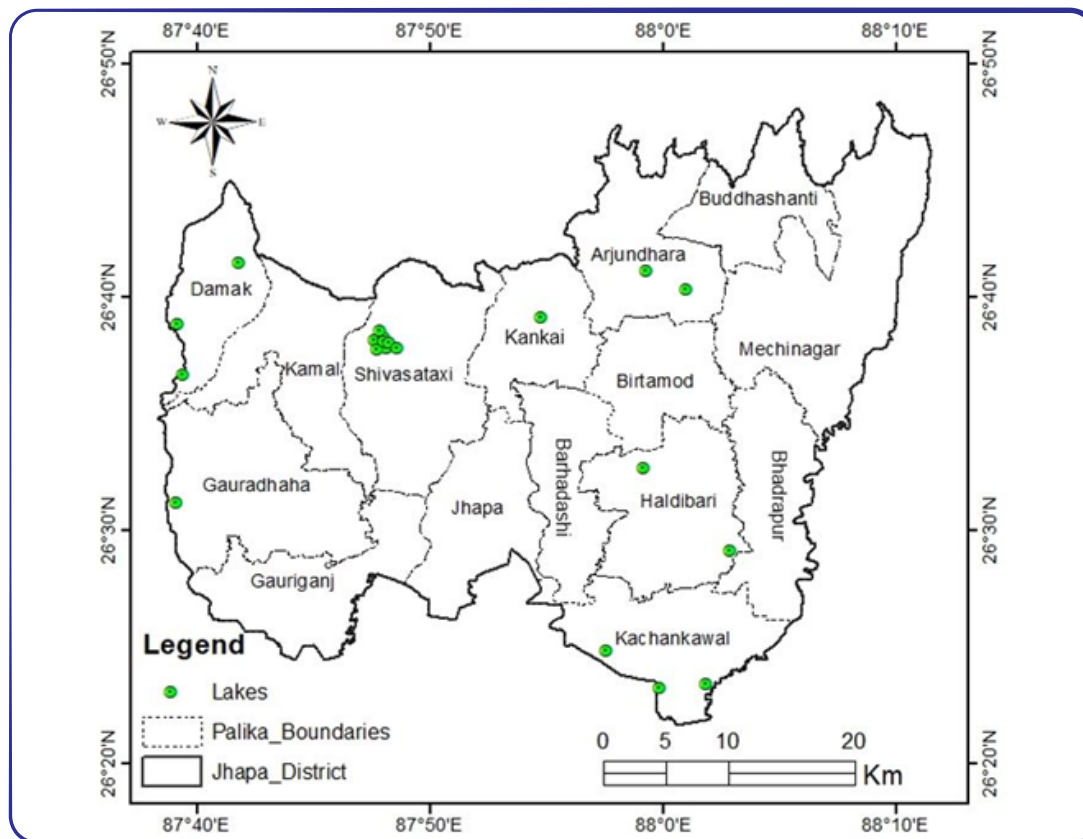 87°40'E 87°50'E 88°0'E 88°10'E
26°50'N 26°50'N
N
W E
S
Buddhashanti
Arjundhara
Damak
26°40'N 26°40'N
Kankai
Mechinagar
Kamal
Shivasataxi
Birtamod
Barhadashi
Bhadrapur
Gauradhaha
Haldibari
Jhapa
26°30'N 26°30'N
Gauriganj
Kachankawal
Legend
Lakes
Palika_Boundaries
Jhapa_District
0 5 10 20
Km
26°20'N 26°20'N
87°40'E 87°50'E 88°0'E 88°10'E